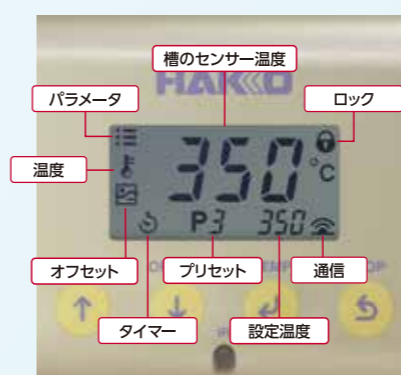 槽のセンサー温度
HAKKO
パラメータ
ロック
温度
350
°C
P3
350
オフセット
プリセット
通信
タイマー
設定温度